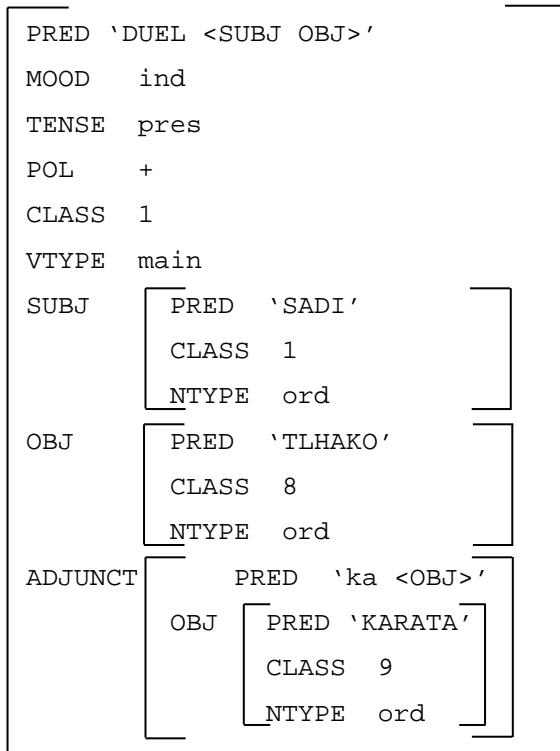 PRED ‘DUEL <SUBJ OBJ>’
MOOD ind
TENSE pres
POL +
CLASS 1
VTYPE main
SUBJ PRED ‘SADI’
CLASS 1
NTYPE ord
OBJ PRED ‘TLHAKO’
CLASS 8
NTYPE ord
ADJUNCT PRED ‘ka <OBJ>’
OBJ PRED ‘KARATA’
CLASS 9
NTYPE ord